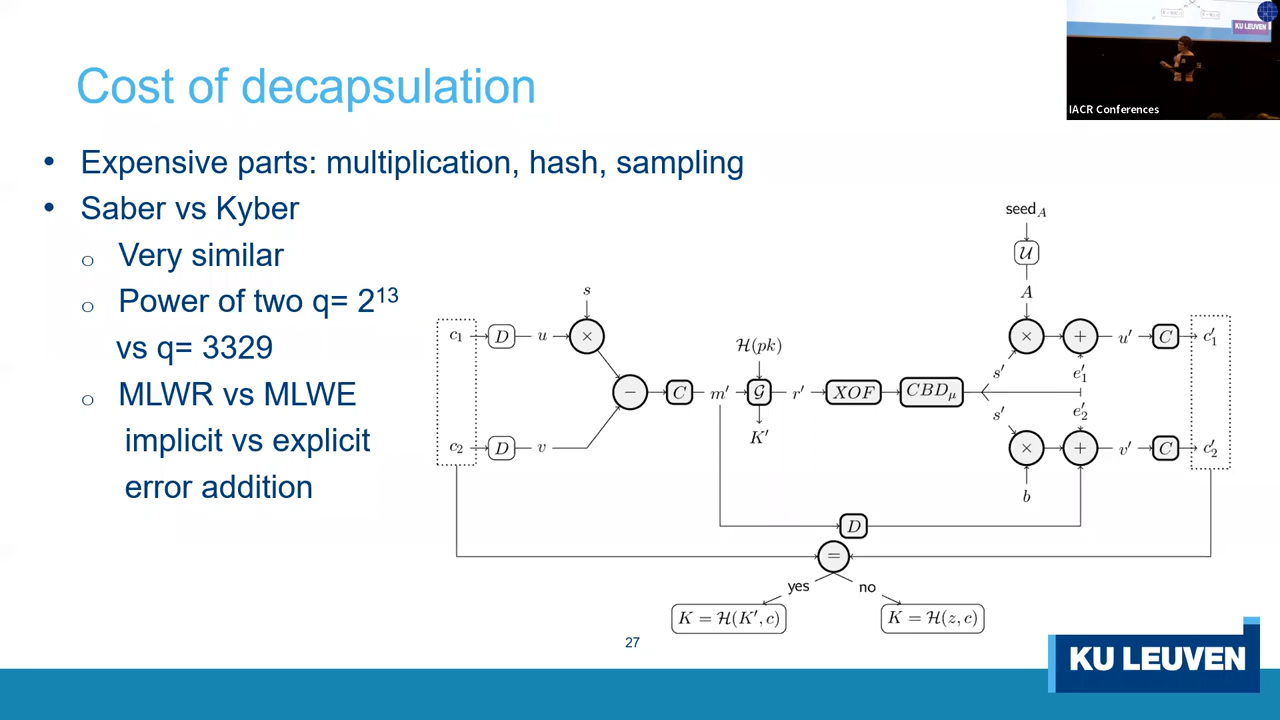 KU LEUVEN
IACR Conferences
Cost of decapsulation
• Expensive parts: multiplication, hash, sampling
• Saber vs Kyber
o Very similar
o Power of two q= 2¹³
vs q= 3329
o MLWR vs MLWE
implicit vs explicit
error addition
seed_A
𝒰
A
s
c₁ D u × × + u′ C c′₁
ℋ(pk)
s′ e′₁
− C m′ 𝒢 r′ XOF CBD_μ
K′
s′ e′₂
c₂ D v × + v′ C c′₂
b
D
=
yes no
K = ℋ(K′, c) K = ℋ(z, c)
27
KU LEUVEN